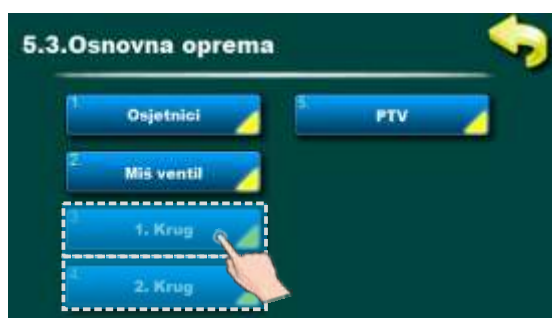 5.3.Osnovna oprema
1. Osjetnici
5. PTV
2. Miš ventil
3. 1. Krug
4. 2. Krug